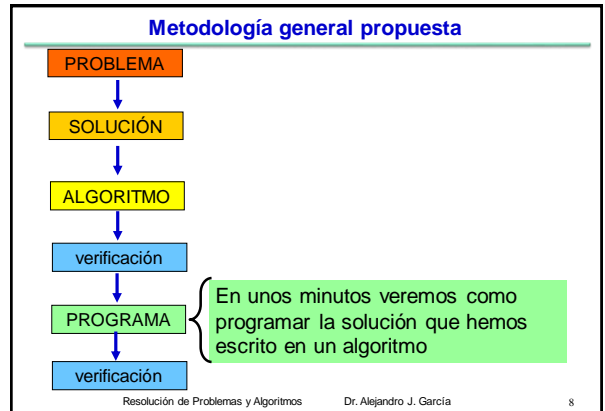 Metodología general propuesta
PROBLEMA
SOLUCIÓN
ALGORITMO
verificación
PROGRAMA
En unos minutos veremos como
programar la solución que hemos
escrito en un algoritmo
verificación
Resolución de Problemas y Algoritmos Dr. Alejandro J. García 8